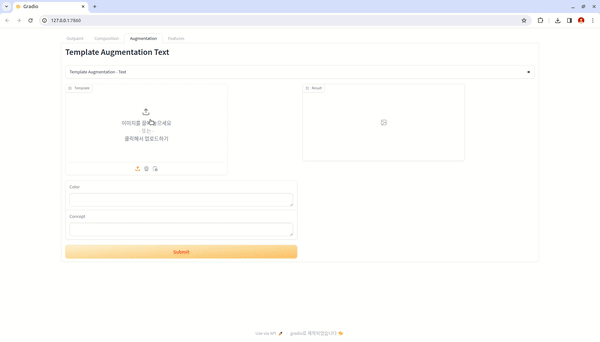 Gradio
127.0.0.1:7860
Outpaint Composition Augmentation Features
Template Augmentation Text
Template Augmentation - Text
Template
Result
이미지를 끌어 놓으세요
- 또는 -
클릭해서 업로드하기
Color
Concept
Submit
Use via API
gradio로 제작되었습니다